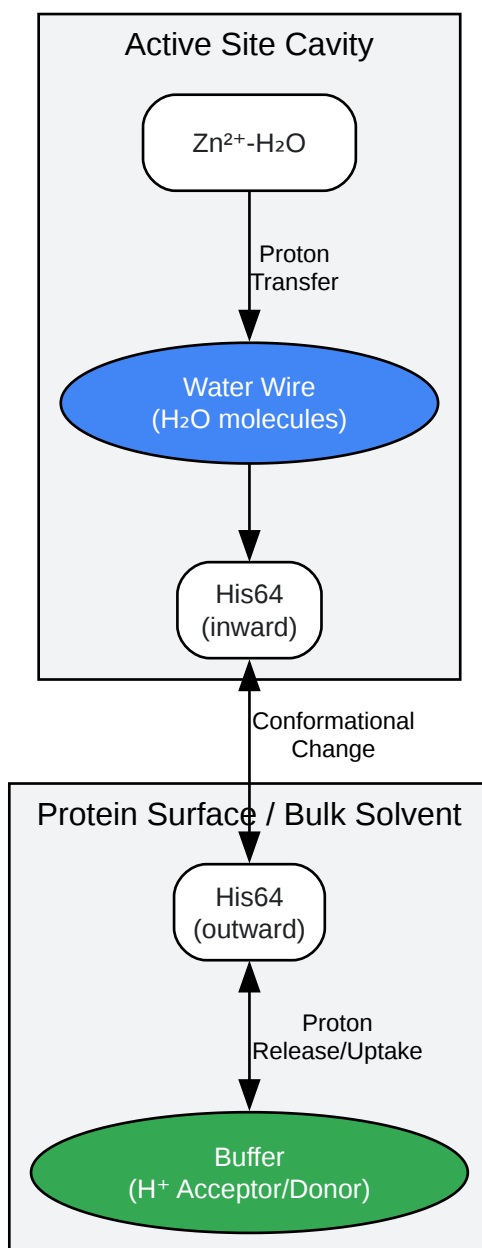 Active Site Cavity
Zn²⁺-H₂O
Proton
Transfer
Water Wire
(H₂O molecules)
His64
(inward)
Conformational
Change
Protein Surface / Bulk Solvent
His64
(outward)
Proton
Release/Uptake
Buffer
(H⁺ Acceptor/Donor)